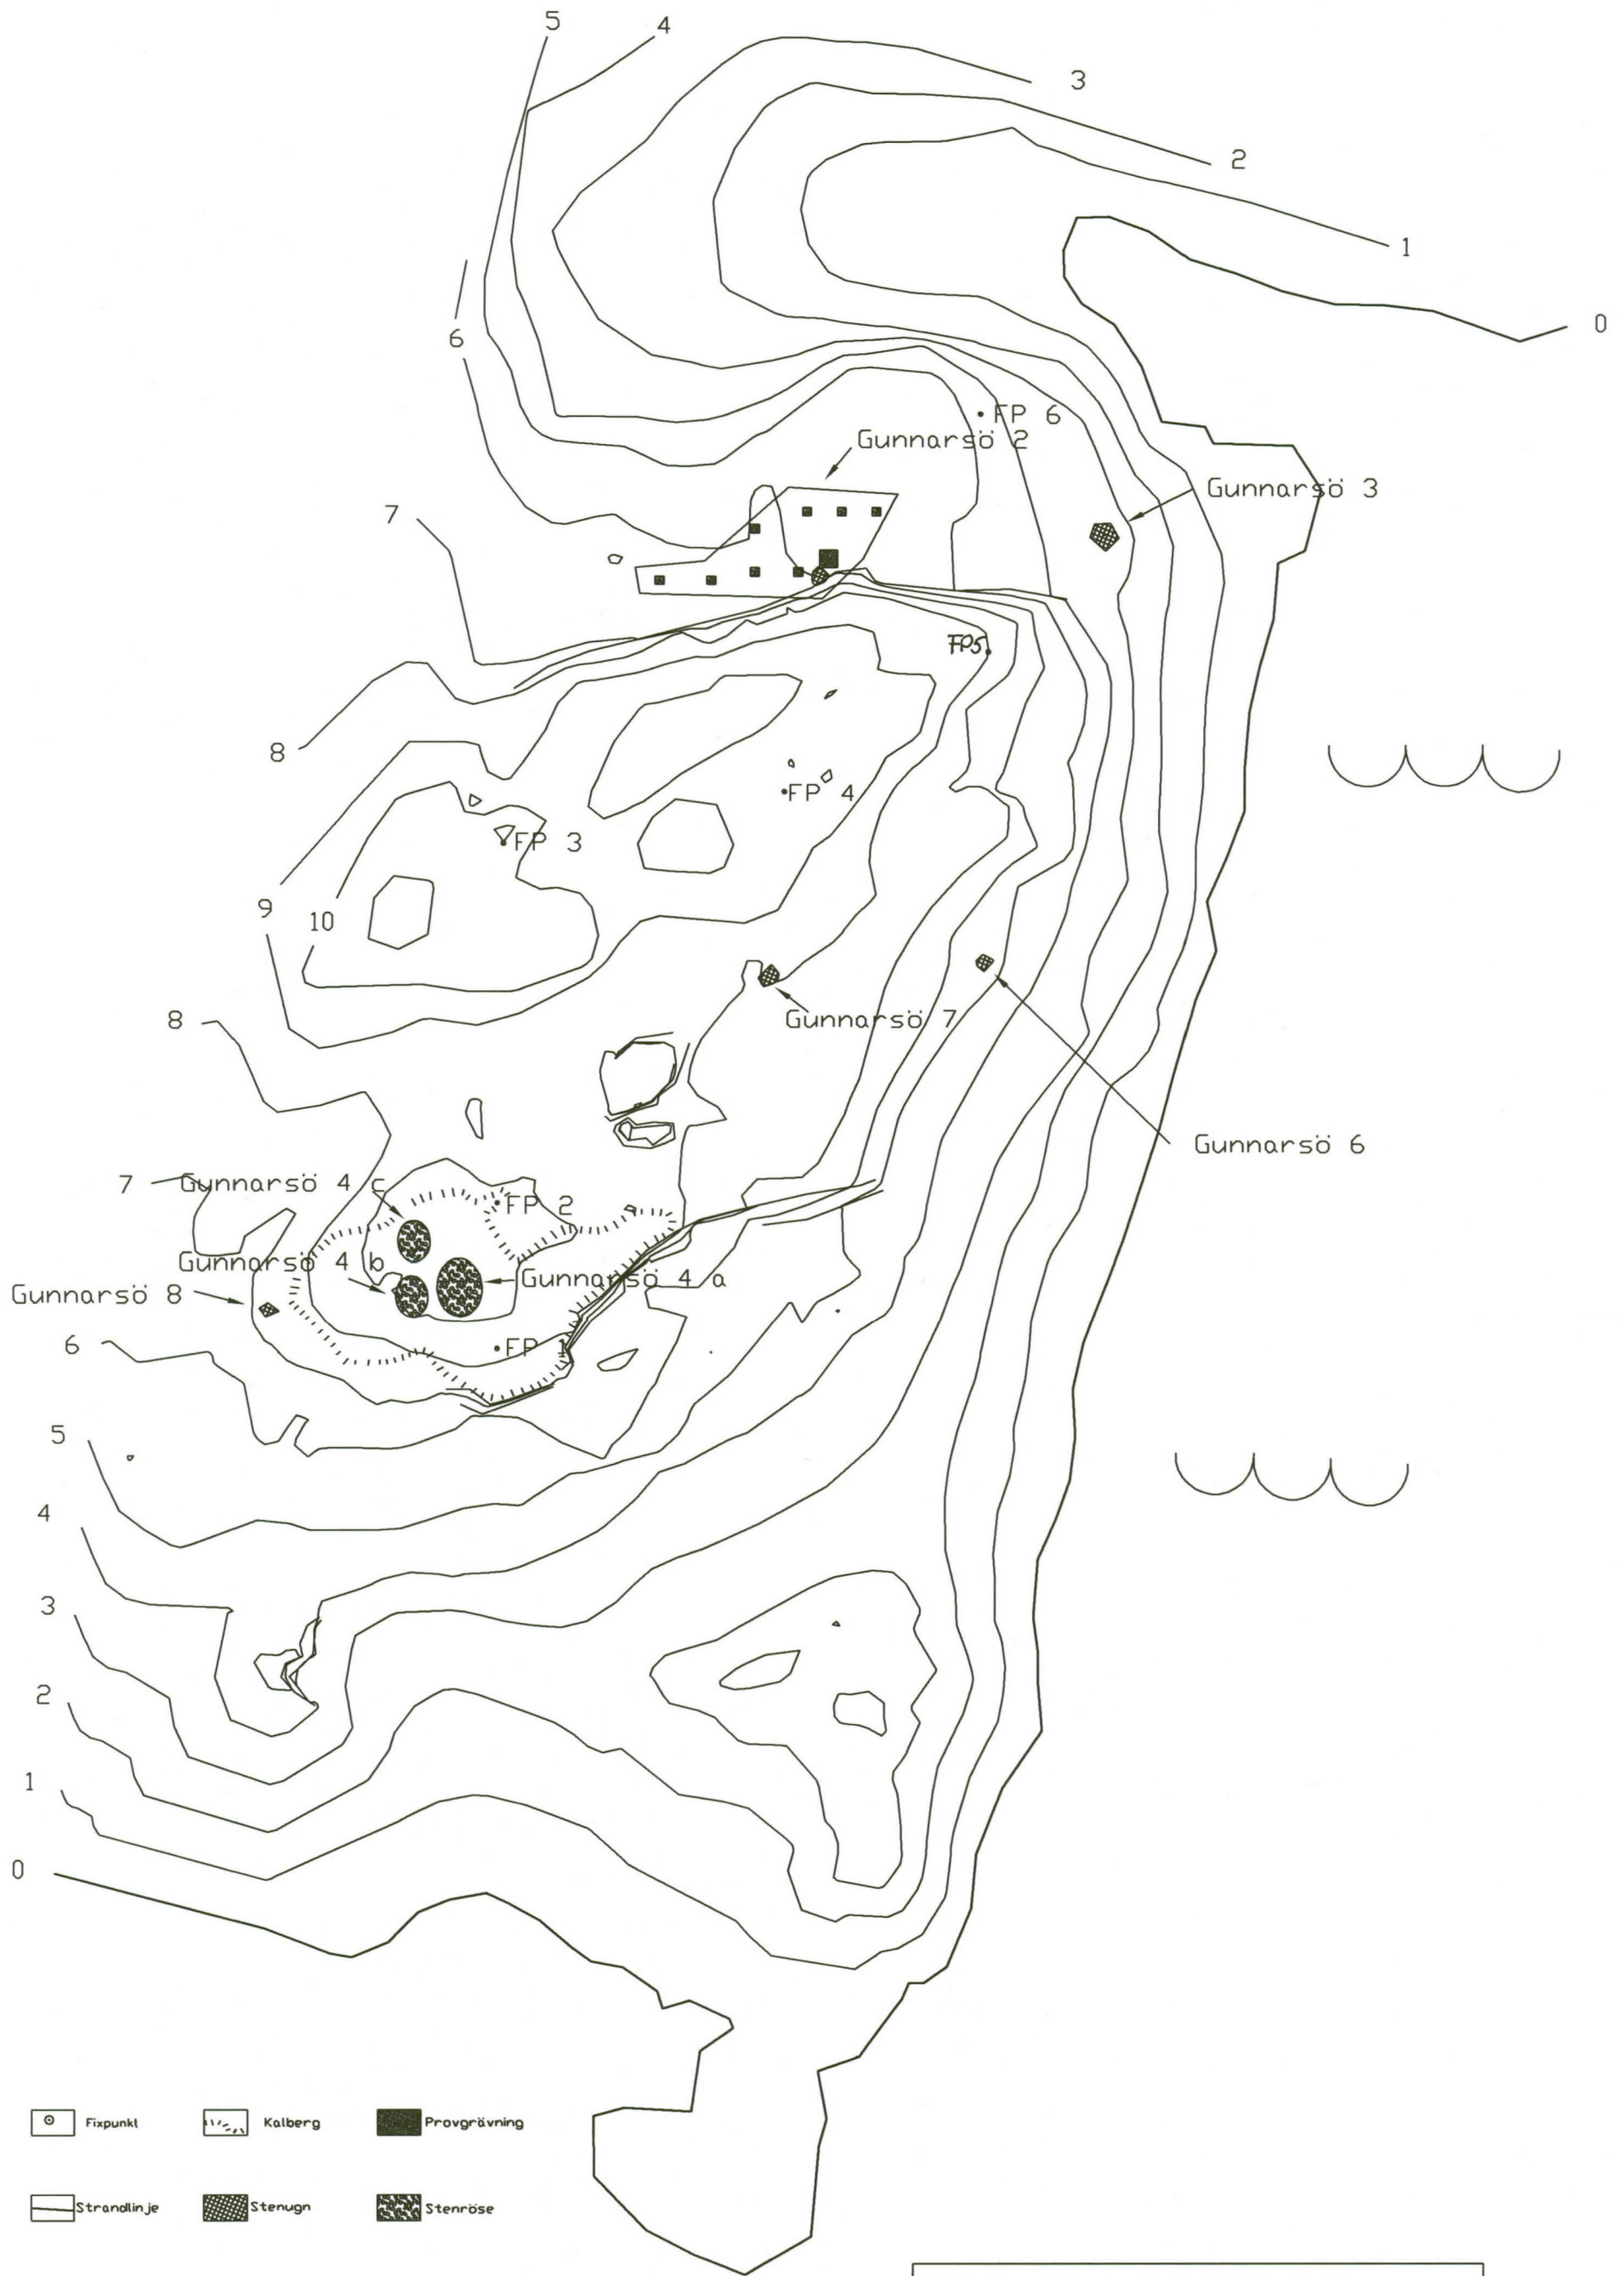 5
4
3
2
1
0
6
FP 6
Gunnarsö 2
Gunnarsö 3
7
FP5
8
FP 4
FP 3
9
10
Gunnarsö 7
8
Gunnarsö 6
7
Gunnarsö 4 c
FP 2
Gunnarsö 4 b
Gunnarsö 4 a
Gunnarsö 8
6
FP 1
5
4
3
2
1
0
Fixpunkt
Kalberg
Provgrävning
Strandlinje
Stenugn
Stenröse